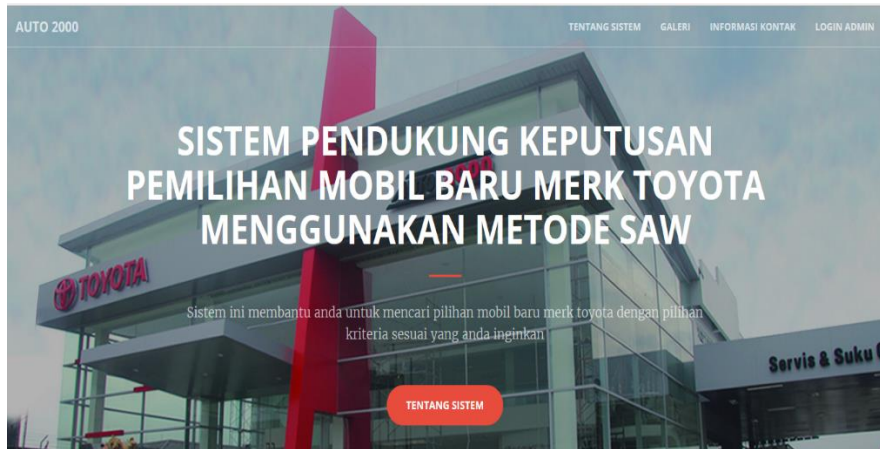 AUTO 2000
TENTANG SISTEM GALERI INFORMASI KONTAK LOGIN ADMIN
SISTEM PENDUKUNG KEPUTUSAN
PEMILIHAN MOBIL BARU MERK TOYOTA
MENGGUNAKAN METODE SAW
TOYOTA
Sistem ini membantu anda untuk mencari pilihan mobil baru merk toyota dengan pilihan
kriteria sesuai yang anda inginkan
Servis & Suku
TENTANG SISTEM